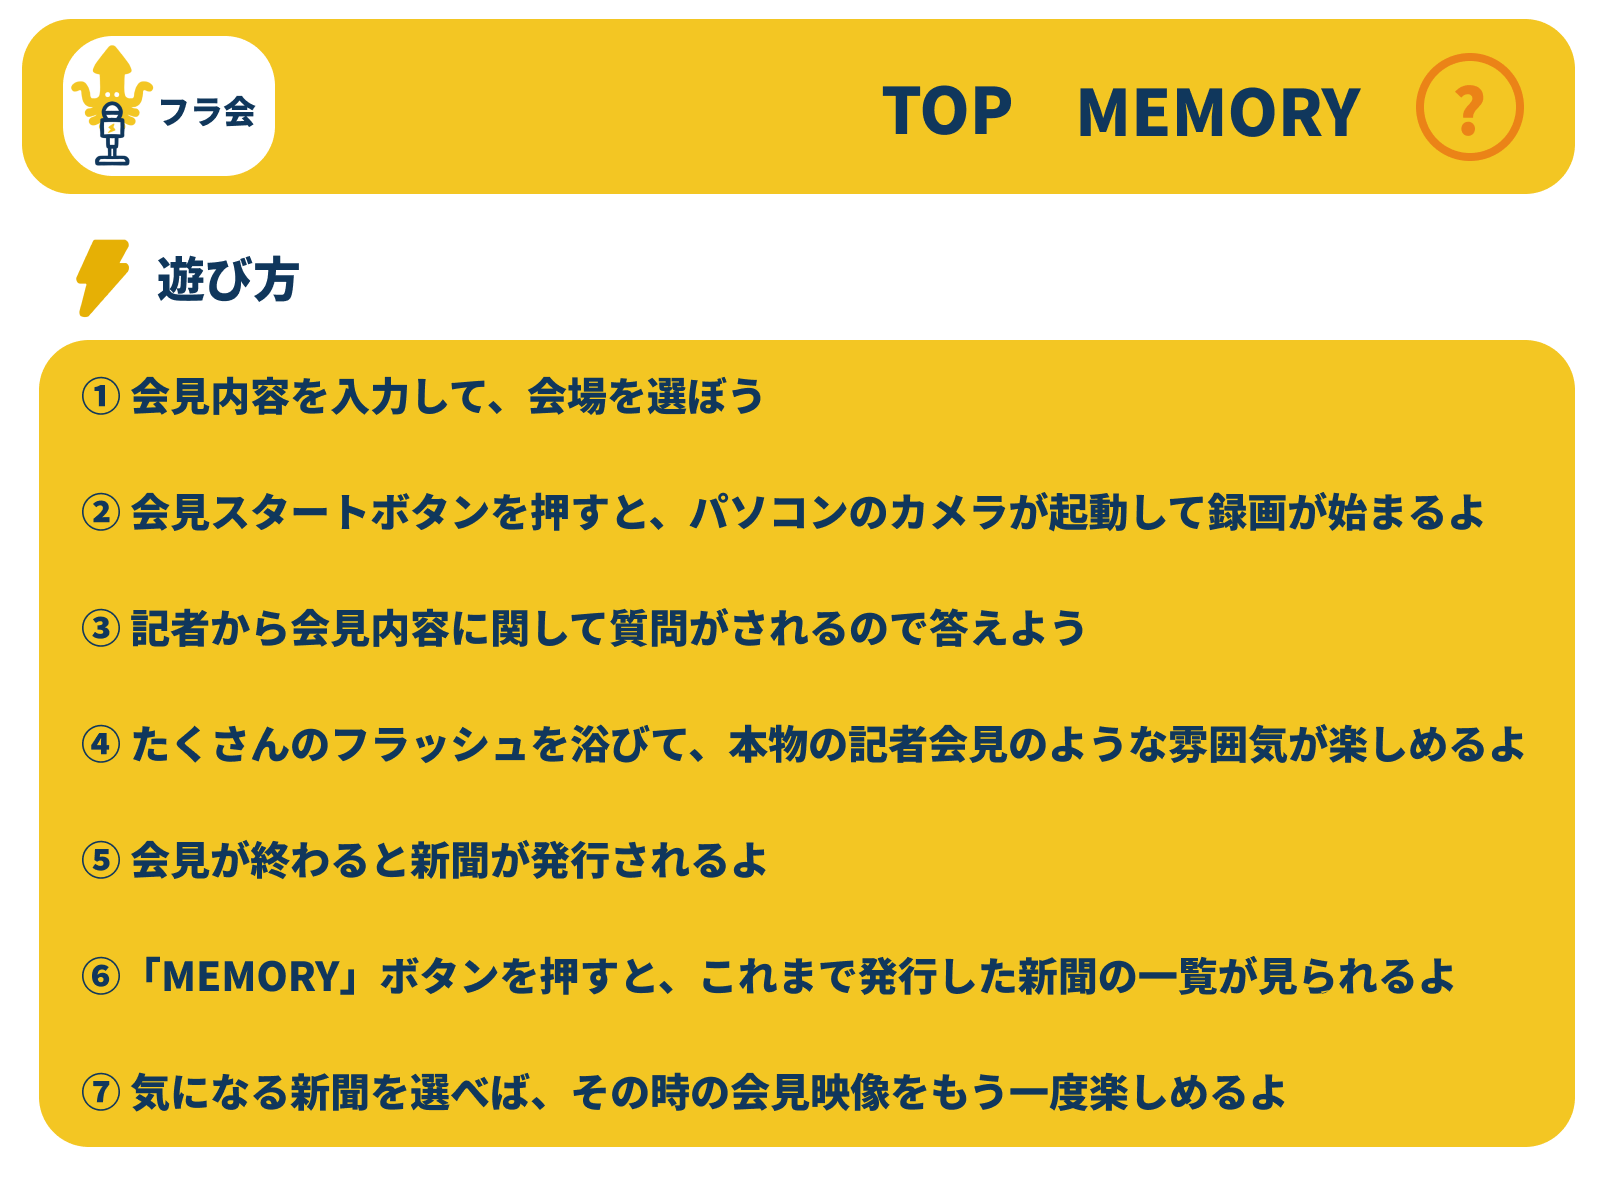 フラ会
TOP MEMORY ?
遊び方
① 会見内容を入力して、会場を選ぼう
② 会見スタートボタンを押すと、パソコンのカメラが起動して録画が始まるよ
③ 記者から会見内容に関して質問がされるので答えよう
④ たくさんのフラッシュを浴びて、本物の記者会見のような雰囲気が楽しめるよ
⑤ 会見が終わると新聞が発行されるよ
⑥「MEMORY」ボタンを押すと、これまで発行した新聞の一覧が見られるよ
⑦ 気になる新聞を選べば、その時の会見映像をもう一度楽しめるよ